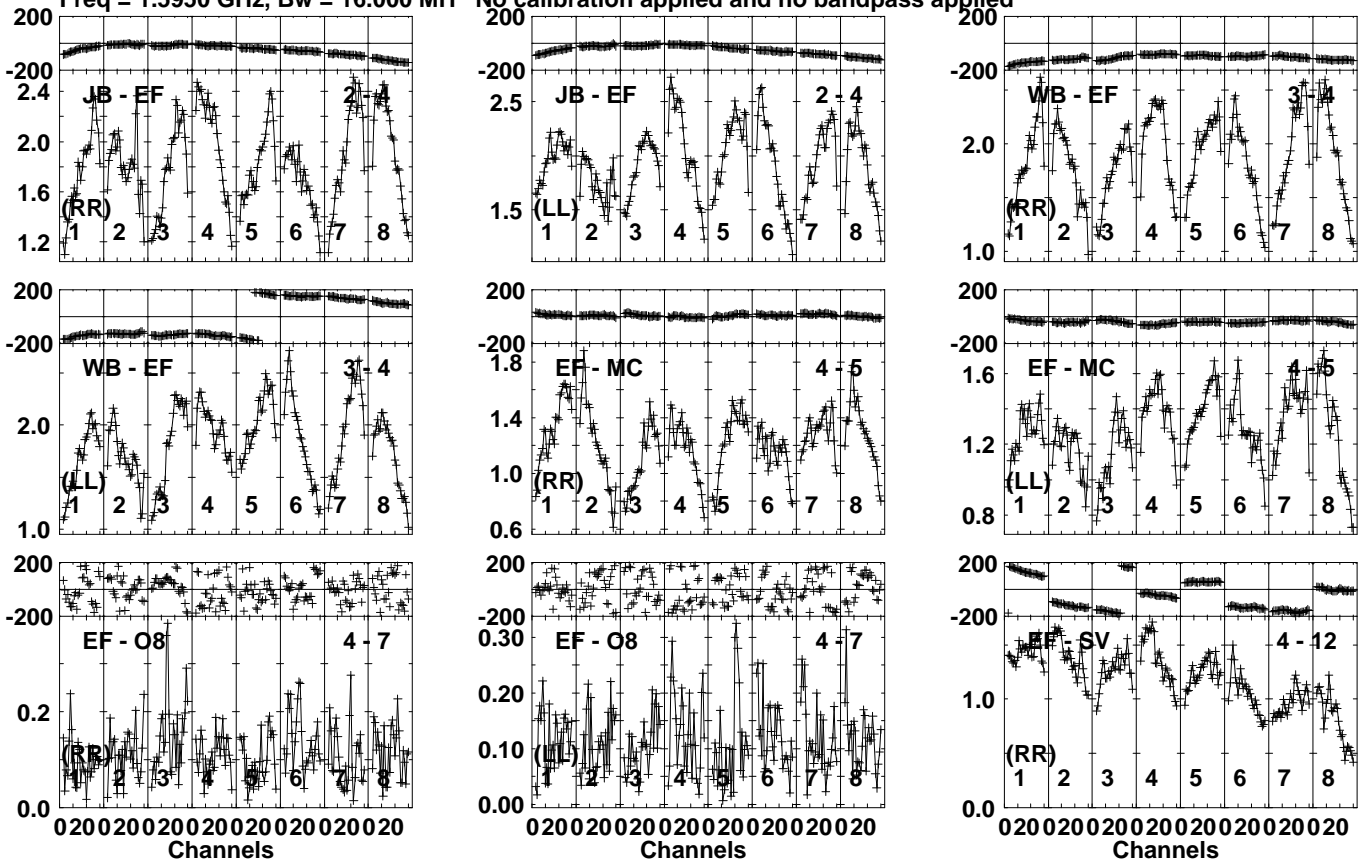 Freq = 1.5950 GHz, Bw = 16.000 MH No calibration applied and no bandpass applied
200
-200
JB - EF 2 - 4
2.4
2.0
1.6
1.2
(RR)
1 2 3 4 5 6 7 8
200
-200
JB - EF 2 - 4
2.5
1.5
(LL)
1 2 3 4 5 6 7 8
200
-200
WB - EF 3 - 4
2.0
1.0
(RR)
1 2 3 4 5 6 7 8
200
-200
WB - EF 3 - 4
2.0
1.0
(LL)
1 2 3 4 5 6 7 8
200
-200
EF - MC 4 - 5
1.8
1.4
1.0
0.6
(RR)
1 2 3 4 5 6 7 8
200
-200
EF - MC 4 - 5
1.6
1.2
0.8
(LL)
1 2 3 4 5 6 7 8
200
-200
EF - O8 4 - 7
0.2
0.0
(RR)
1 2 3 4 5 6 7 8
0 20 0 20 0 20 0 20 0 20 0 20 0 20 0 20
Channels
200
-200
EF - O8 4 - 7
0.30
0.20
0.10
0.00
(LL)
1 2 3 4 5 6 7 8
0 20 0 20 0 20 0 20 0 20 0 20 0 20 0 20
Channels
200
-200
EF - SV 4 - 12
1.0
0.0
(RR)
1 2 3 4 5 6 7 8
0 20 0 20 0 20 0 20 0 20 0 20 0 20 0 20
Channels